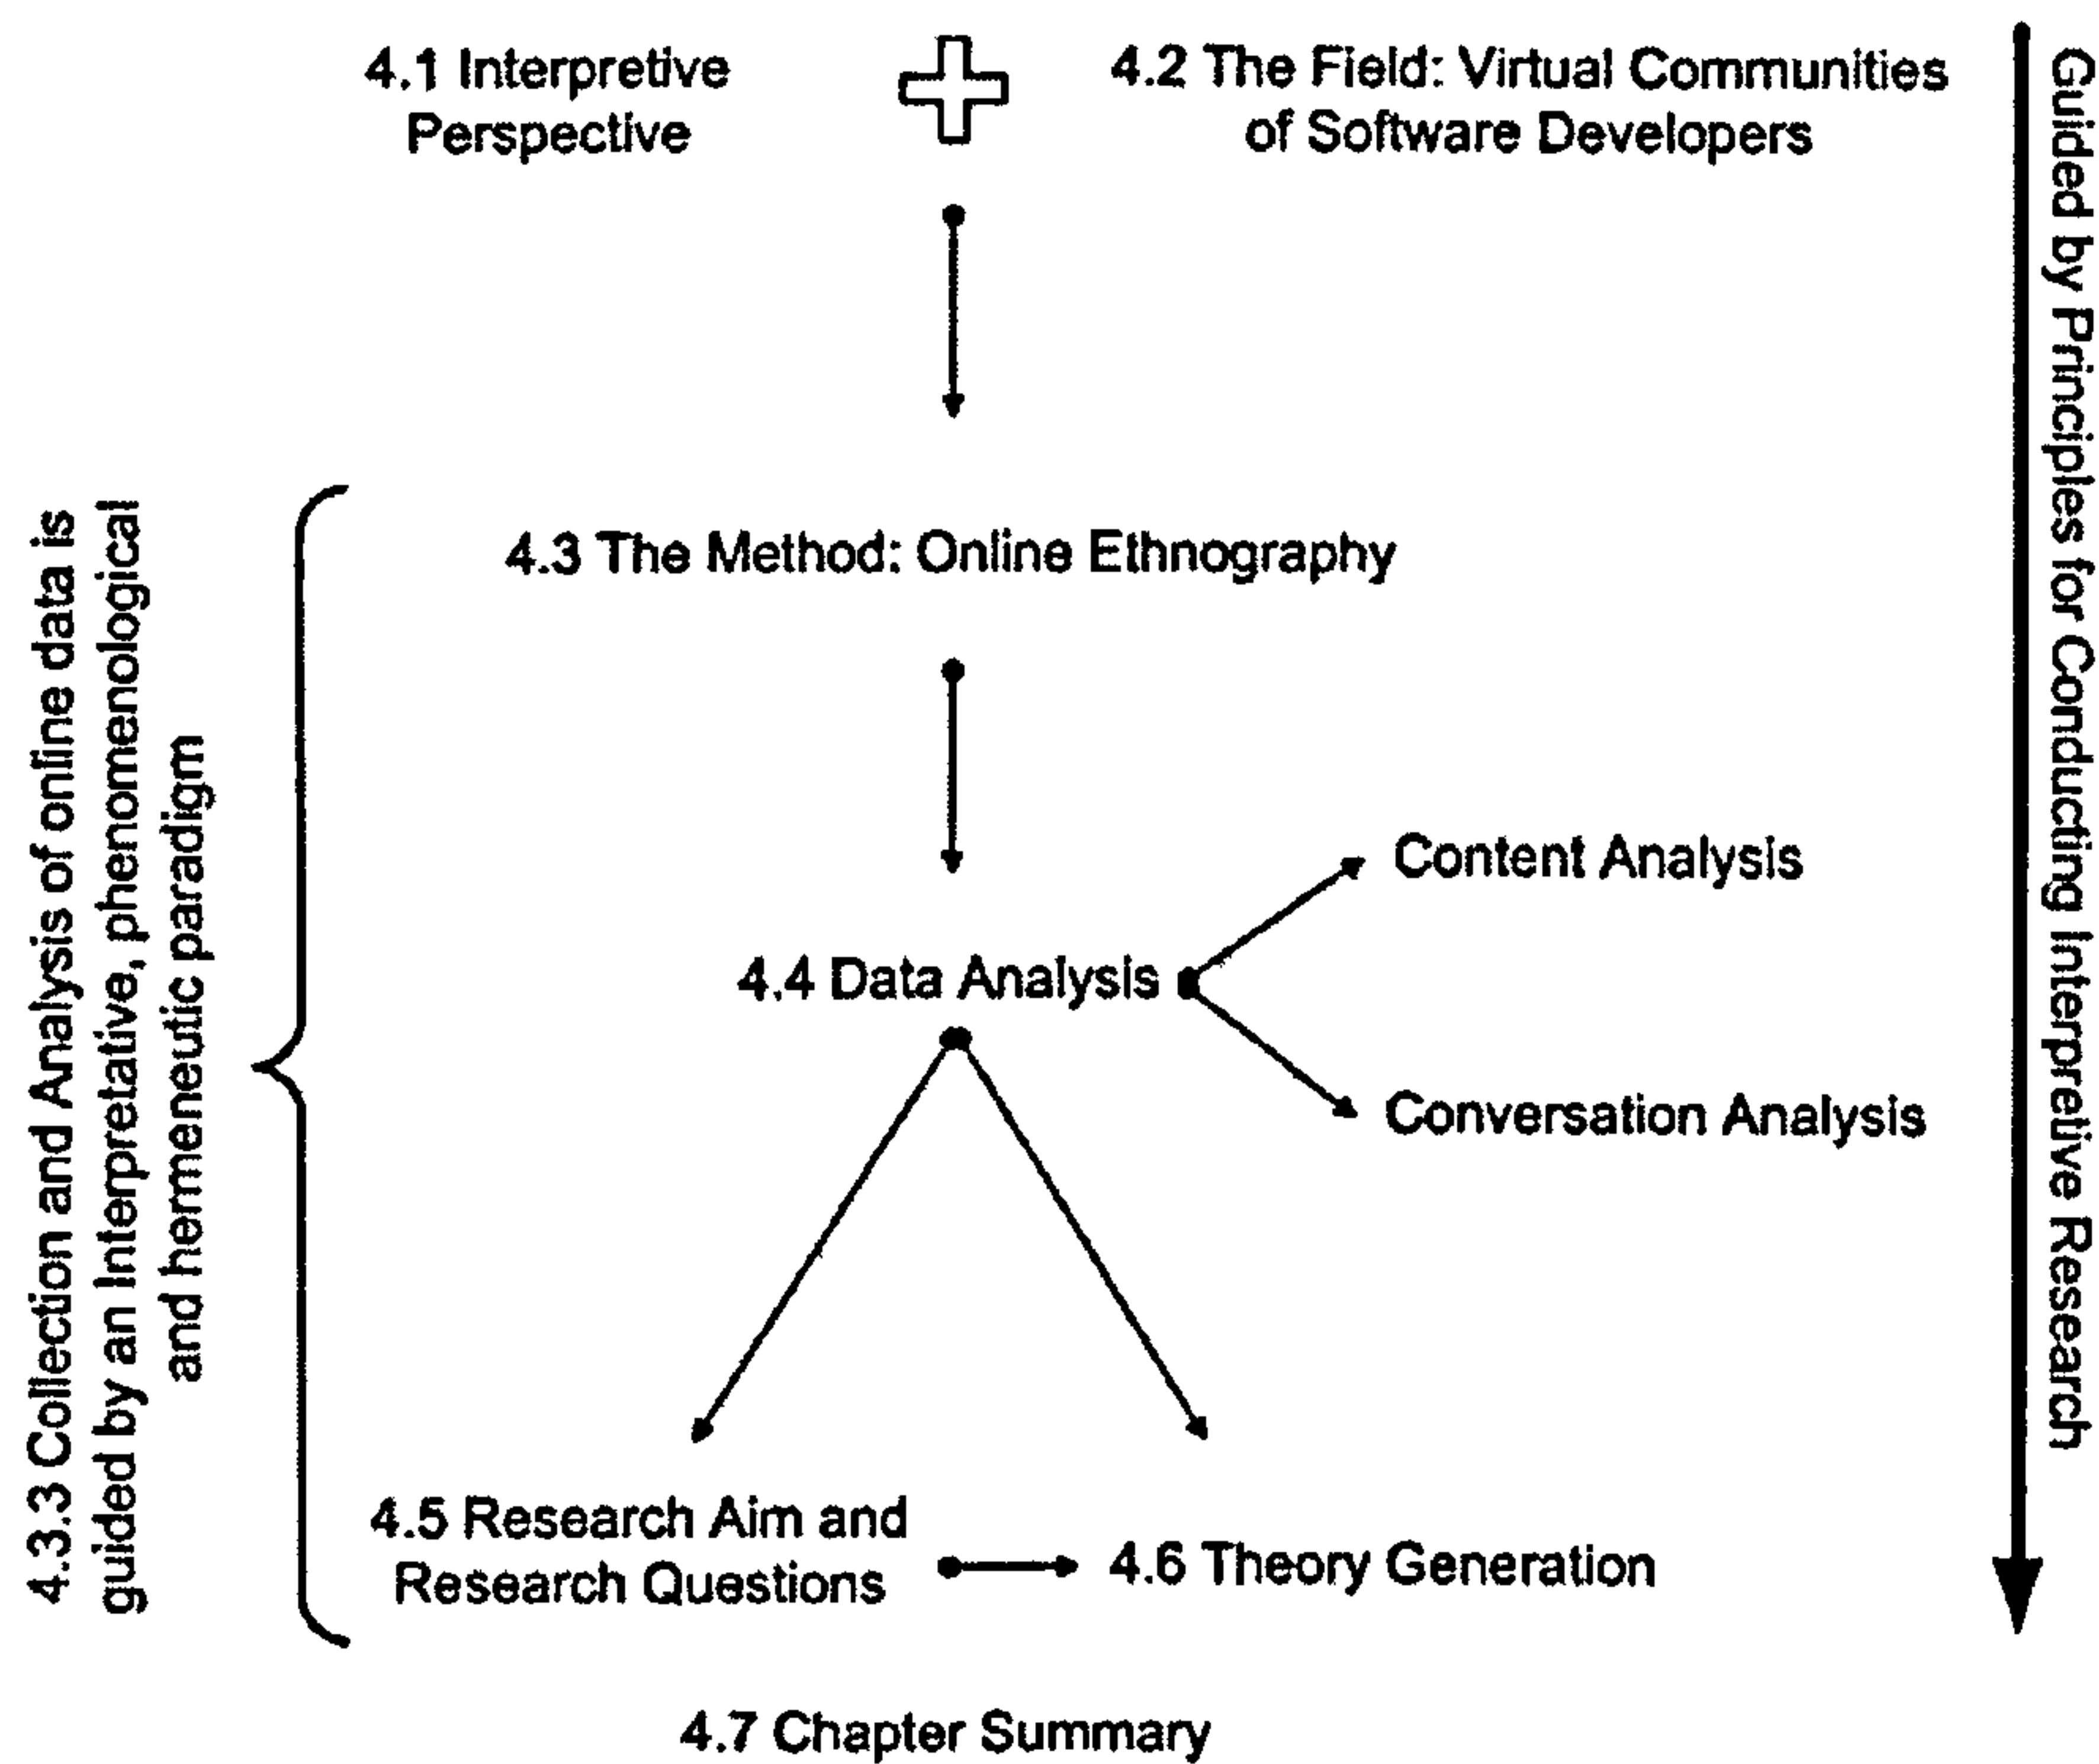 4.1 Interpretive
Perspective
4.2 The Field: Virtual Communities
of Software Developers
Guided by Principles for Conducting Interpretive Research
4.3 The Method: Online Ethnography
4.3.3 Collection and Analysis of online data is
guided by an Interpretative, phenomenological
and hermeneutic paradigm
Content Analysis
4.4 Data Analysis
Conversation Analysis
4.5 Research Aim and
Research Questions
4.6 Theory Generation
4.7 Chapter Summary